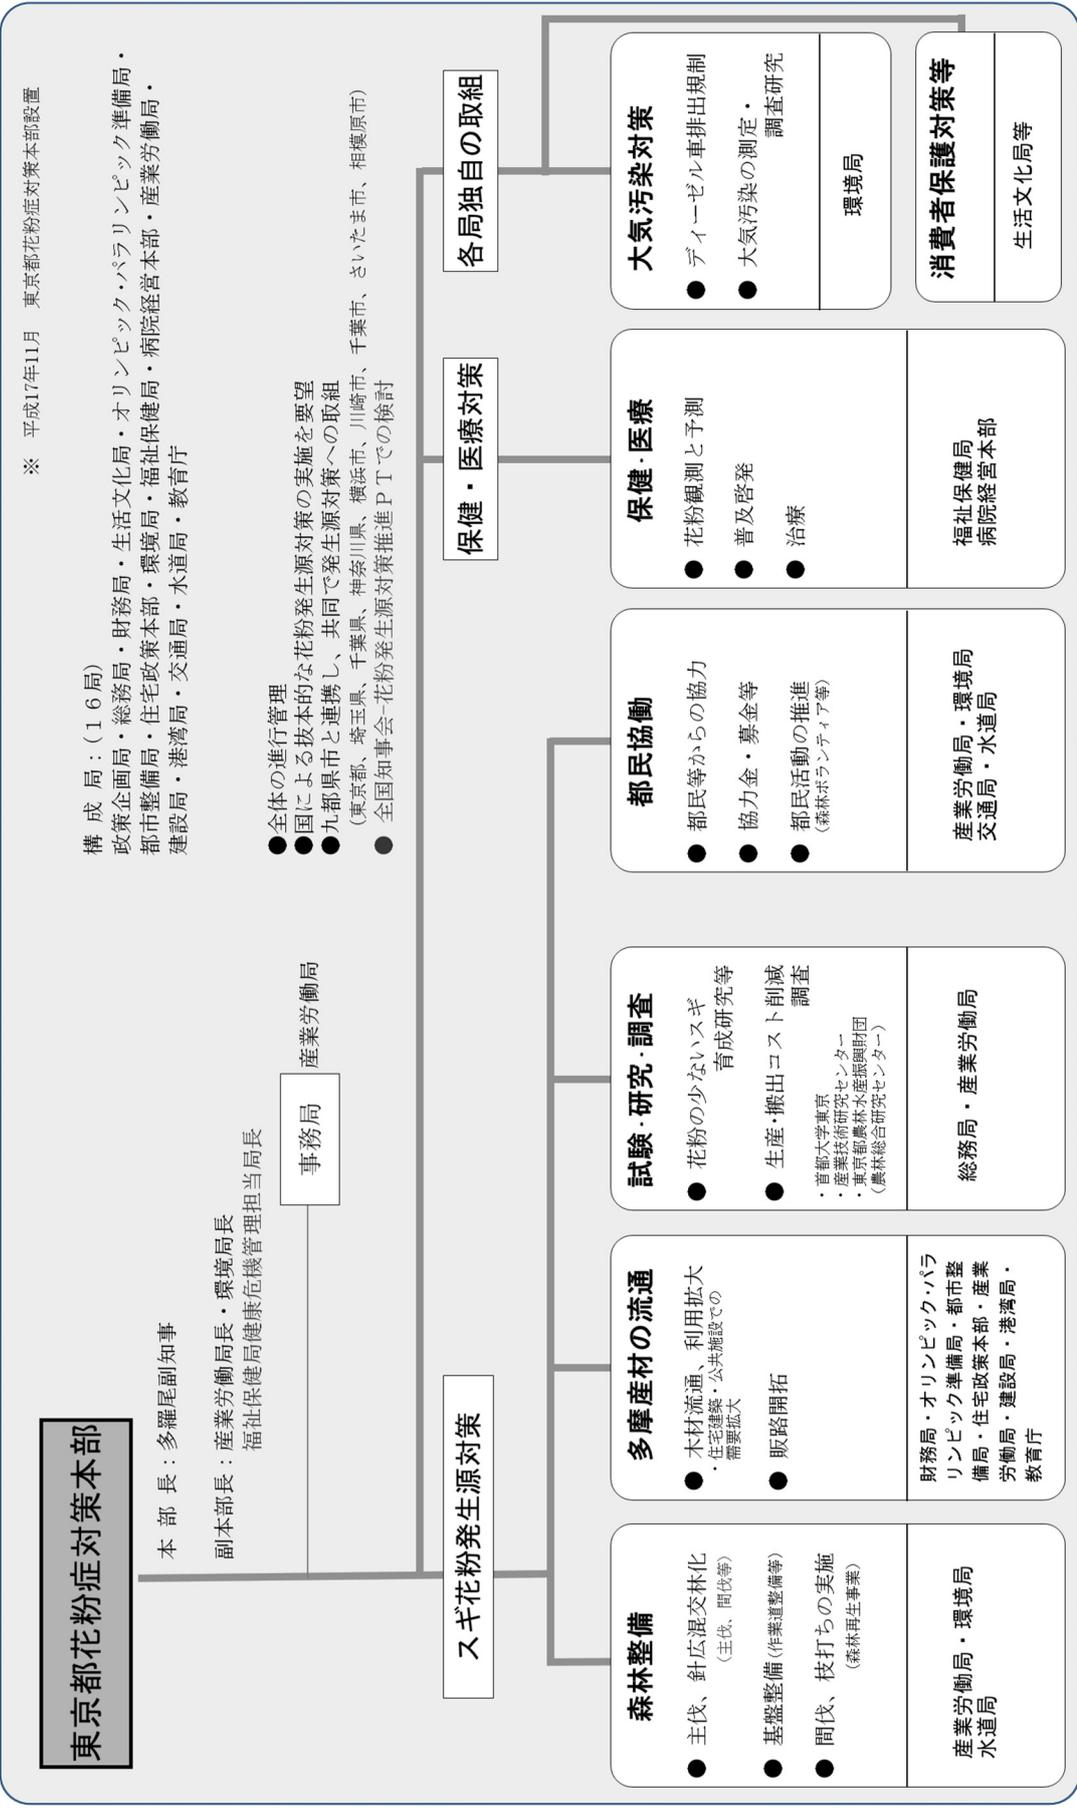 東京都花粉症対策本部
※　平成17年11月　東京都花粉症対策本部設置
本 部 長：多羅尾副知事
副本部長：産業労働局長・環境局長
福祉保健局健康危機管理担当局長
構 成 局：（１６局）
政策企画局・総務局・財務局・生活文化局・オリンピック・パラリンピック準備局・
都市整備局・住宅政策本部・環境局・福祉保健局・病院経営本部・産業労働局・
建設局・港湾局・交通局・水道局・教育庁
事務局
産業労働局
●全体の進行管理
●国による抜本的な花粉発生源対策の実施を要望
●九都県市と連携し、共同で発生源対策への取組
（東京都、埼玉県、千葉県、神奈川県、横浜市、川崎市、千葉市、さいたま市、相模原市）
● 全国知事会－花粉発生源対策推進ＰＴでの検討
スギ花粉発生源対策
保健・医療対策
各局独自の取組
森林整備
● 主伐、針広混交林化
（主伐、間伐等）
● 基盤整備（作業道整備等）
● 間伐、枝打ちの実施
（森林再生事業）
産業労働局・環境局
水道局
多摩産材の流通
● 木材流通、利用拡大
・住宅建築・公共施設での
需要拡大
● 販路開拓
財務局・オリンピック・パラ
リンピック準備局・都市整
備局・住宅政策本部・産業
労働局・建設局・港湾局・
教育庁
試験・研究・調査
● 花粉の少ないスギ
育成研究等
● 生産・搬出コスト削減
調査
・首都大学東京
・産業技術研究センター
・東京都農林水産振興財団
（農林総合研究センター）
総務局・産業労働局
都民協働
● 都民等からの協力
● 協力金・募金等
● 都民活動の推進
（森林ボランティア等）
産業労働局・環境局
交通局・水道局
保健・医療
● 花粉観測と予測
● 普及啓発
● 治療
福祉保健局
病院経営本部
大気汚染対策
● ディーゼル車排出規制
● 大気汚染の測定・
調査研究
環境局
消費者保護対策等
生活文化局等